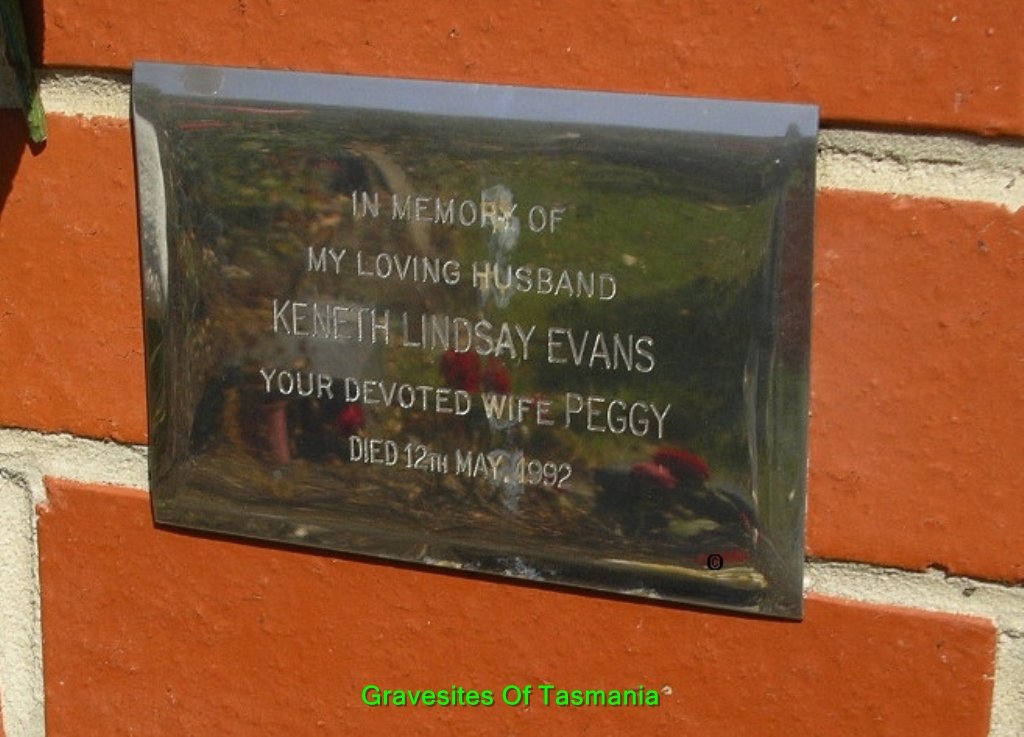 IN MEMORY OF
MY LOVING HUSBAND
KENETH LINDSAY EVANS
YOUR DEVOTED WIFE PEGGY
DIED 12TH MAY, 1992
©
Gravesites Of Tasmania